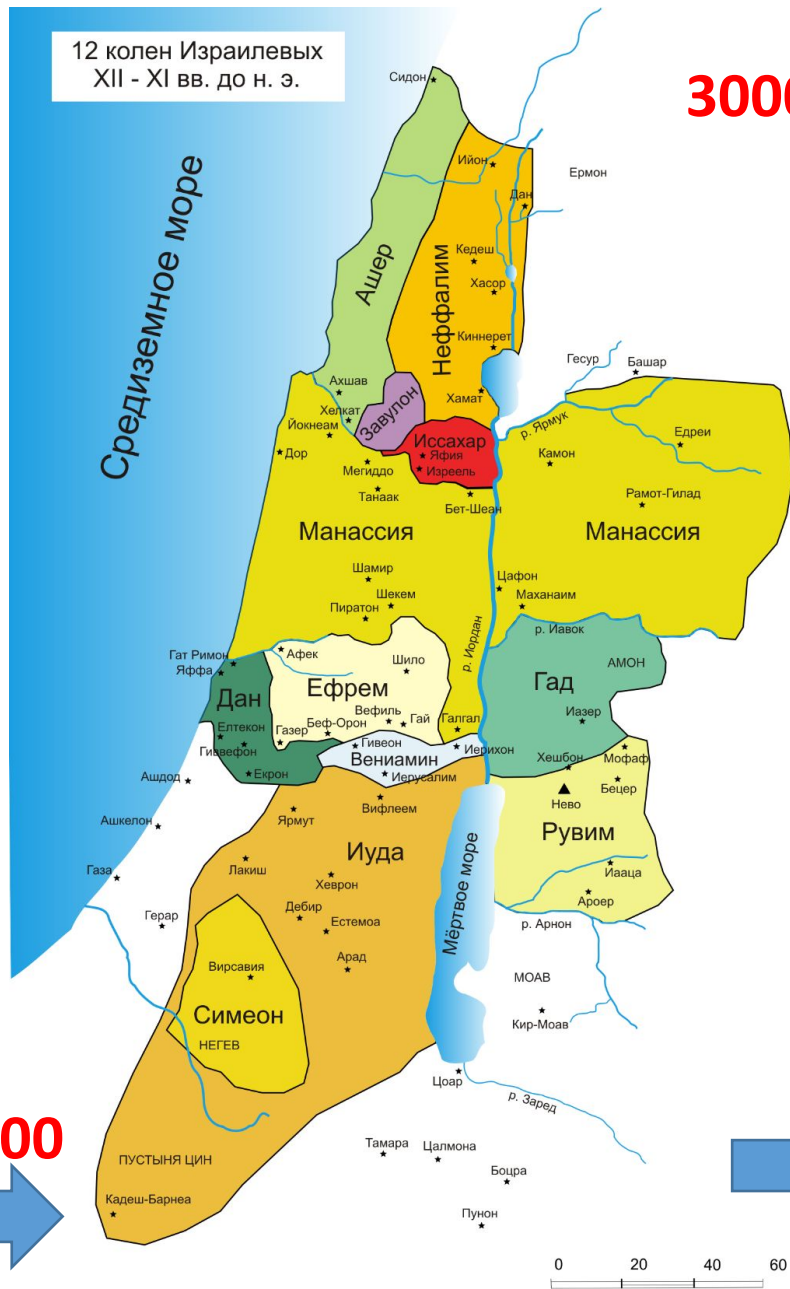 12 колен Израилевых
XII - XI вв. до н. э.
Сидон
3000
Ийон
Ермон
Дан
Средиземное море
Ашер
Неффалим
Кедеш
Хасор
Киннерет
Гесур
Башар
Ахшав
Хамат
Завулон
Хелкат
р. Ярмук
Йокнеам
Иссахар
Едреи
Дор
Яфия
Камон
Мегиддо
Изреель
Танаак
Бет-Шеан
Рамот-Гилад
Манассия
Манассия
Шамир
Цафон
Шекем
Маханаим
Пиратон
р. Иавок
р. Иордан
Гат Римон
Афек
Яффа
Шило
АМОН
Дан
Ефрем
Гад
Вефиль
Иазер
Елтекон
Беф-Орон
Гай
Галгал
Газер
Гиввефон
Гивеон
Иерихон
Мофаф
Вениамин
Хешбон
Ашдод
Екрон
Иерусалим
Бецер
Вифлеем
Нево
Ярмут
Ашкелон
Рувим
Иуда
Мёртвое море
Лакиш
Иааца
Газа
Хеврон
Ароер
Дебир
Герар
Естемоа
р. Арнон
Арад
Вирсавия
МОАВ
Симеон
Кир-Моав
НЕГЕВ
Цоар
р. Заред
00
Тамара
Цалмона
ПУСТЫНЯ ЦИН
Боцра
Кадеш-Барнеа
Пунон
0 20 40 60